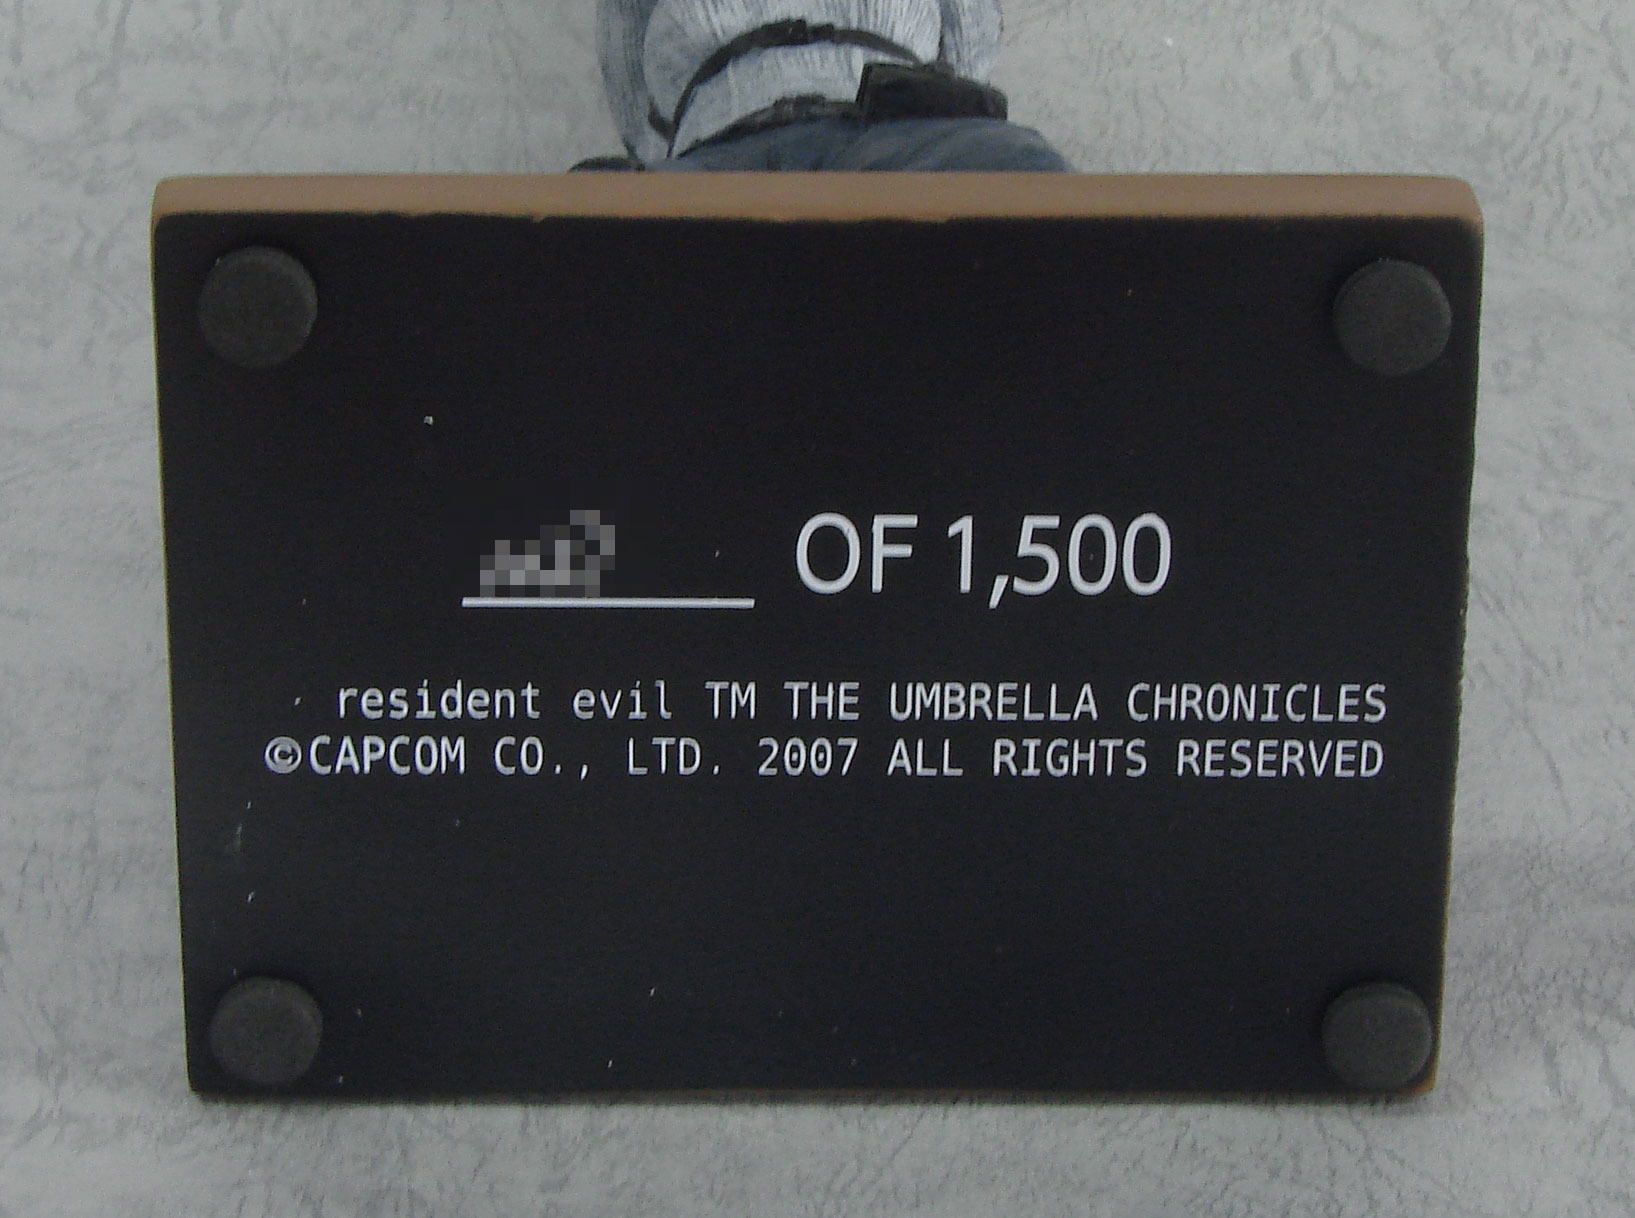 OF 1,500
resident evil TM THE UMBRELLA CHRONICLES
©CAPCOM CO., LTD. 2007 ALL RIGHTS RESERVED